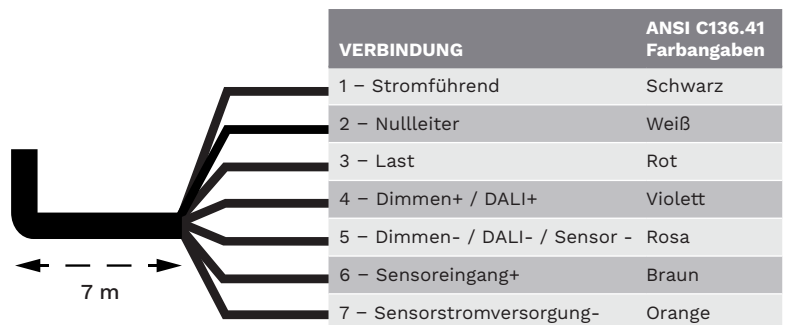 VERBINDUNG ANSI C136.41 Farbangaben
1 – Stromführend Schwarz
2 – Nullleiter Weiß
3 – Last Rot
4 – Dimmen+ / DALI+ Violett
5 – Dimmen- / DALI- / Sensor - Rosa
6 – Sensoreingang+ Braun
7 – Sensorstromversorgung- Orange
7 m